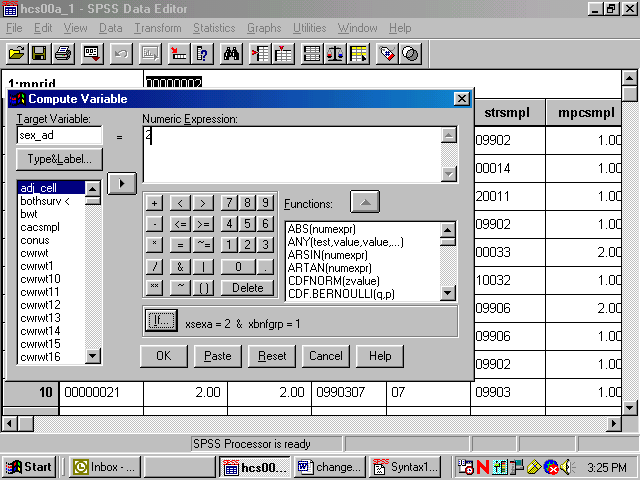 hcs00a_1 - SPSS Data Editor
File Edit View Data Transform Statistics Graphs Utilities Window Help
1:mprid 00000002
strsmpl mpcsmpl
09902 1.00
00014 1.00
20011 1.00
09902 1.00
00033 2.00
10032 1.00
09906 2.00
09906 1.00
09902 1.00
10 00000021 2.00 2.00 0990307 07 09903 1.00
Compute Variable
Target Variable:
sex_ad
=
Numeric Expression:
2
Type&Label...
adj_cell
bothsurv <
bwt
cacsmpl
conus
cwrwt
cwrwt1
cwrwt10
cwrwt11
cwrwt12
cwrwt13
cwrwt14
cwrwt15
cwrwt16
+ < > 7 8 9
- <= >= 4 5 6
* = ~= 1 2 3
/ & | 0 .
** ~ ( ) Delete
Functions:
ABS(numexpr)
ANY(test,value,value,...)
ARSIN(numexpr)
ARTAN(numexpr)
CDFNORM(zvalue)
CDF.BERNOULLI(q,p)
If... xsexa = 2 & xbnfgrp = 1
OK Paste Reset Cancel Help
SPSS Processor is ready
Start Inbox - ... hcs00... change... Syntax1... 3:25 PM